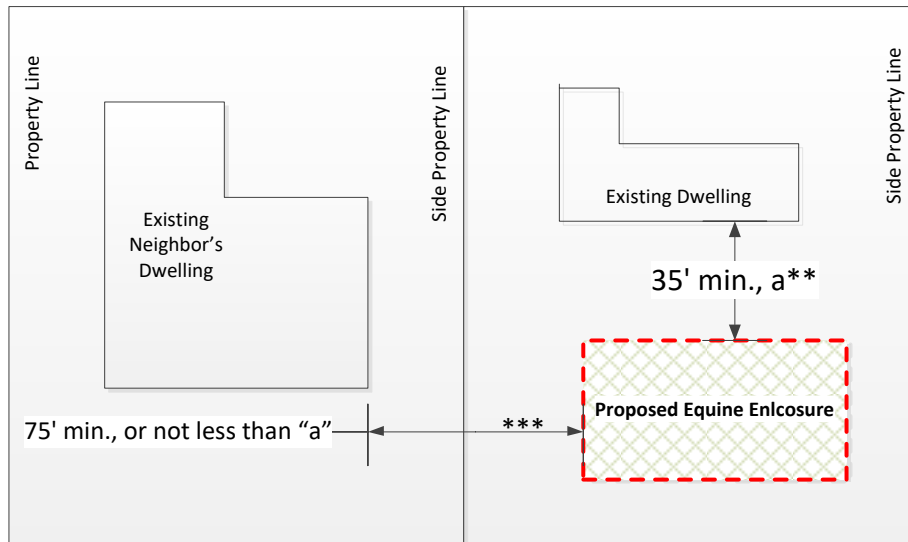 Property Line
Side Property Line
Side Property Line
Existing
Neighbor's
Dwelling
Existing Dwelling
35' min., a**
Proposed Equine Enlcosure
75' min., or not less than “a”
***